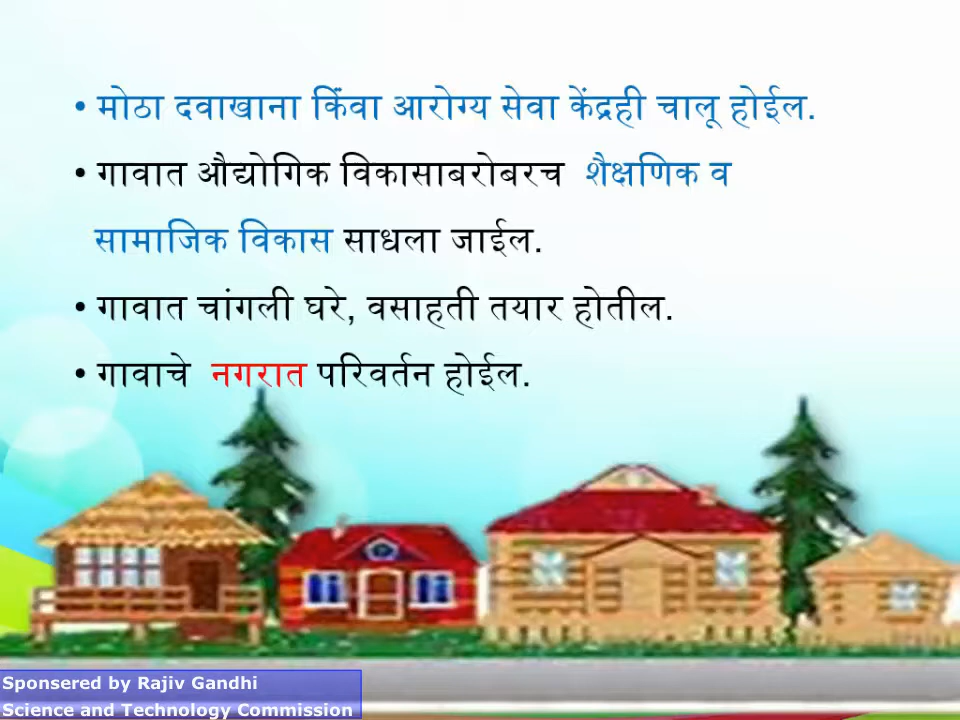 • मोठा दवाखाना किंवा आरोग्य सेवा केंद्रही चालू होईल.
• गावात औद्योगिक विकासाबरोबरच शैक्षणिक व
सामाजिक विकास साधला जाईल.
• गावात चांगली घरे, वसाहती तयार होतील.
• गावाचे नगरात परिवर्तन होईल.
Sponsered by Rajiv Gandhi
Science and Technology Commission